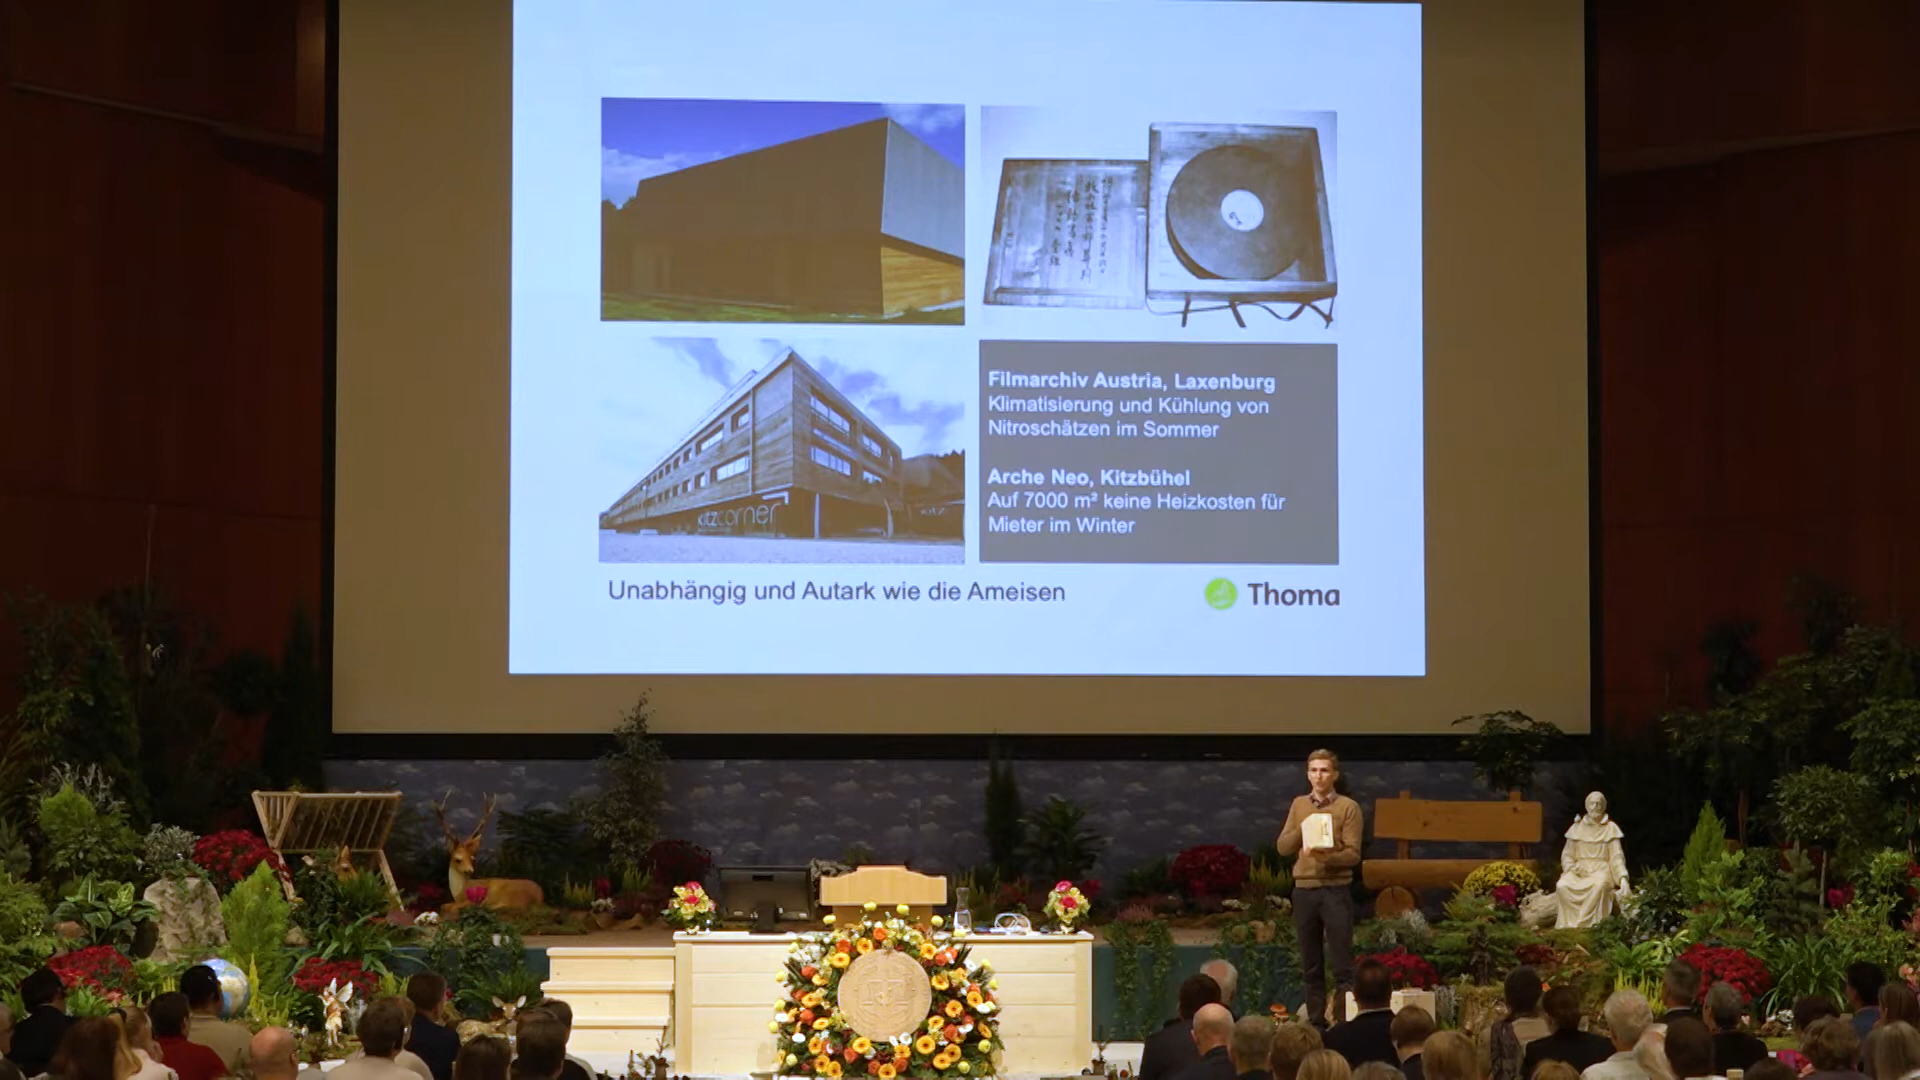 Filmarchiv Austria, Laxenburg
Klimatisierung und Kühlung von
Nitroschätzen im Sommer
Arche Neo, Kitzbühel
Auf 7000 m² keine Heizkosten für
Mieter im Winter
kitzcorner
Unabhängig und Autark wie die Ameisen
Thoma